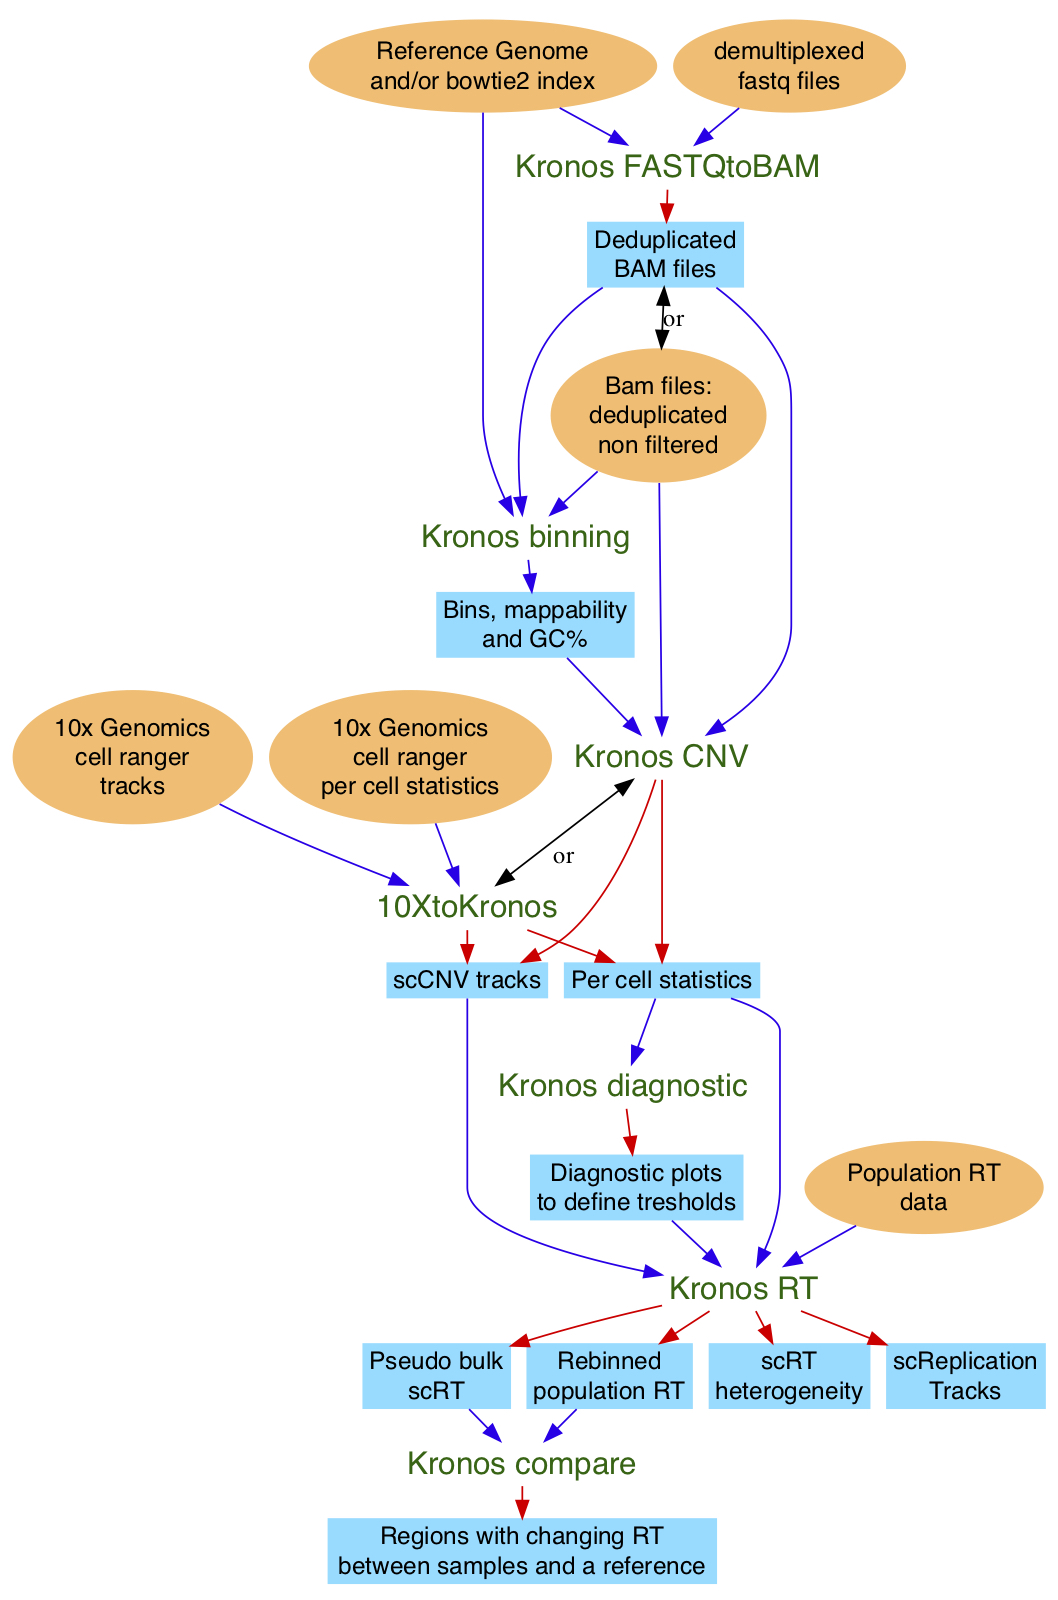 Reference Genome
and/or bowtie2 index
demultiplexed
fastq files
Kronos FASTQtoBAM
Deduplicated
BAM files
or
Bam files:
deduplicated
non filtered
Kronos binning
Bins, mappability
and GC%
10x Genomics
cell ranger
tracks
10x Genomics
cell ranger
per cell statistics
Kronos CNV
or
10XtoKronos
scCNV tracks
Per cell statistics
Kronos diagnostic
Diagnostic plots
to define tresholds
Population RT
data
Kronos RT
Pseudo bulk
scRT
Rebinned
population RT
scRT
heterogeneity
scReplication
Tracks
Kronos compare
Regions with changing RT
between samples and a reference